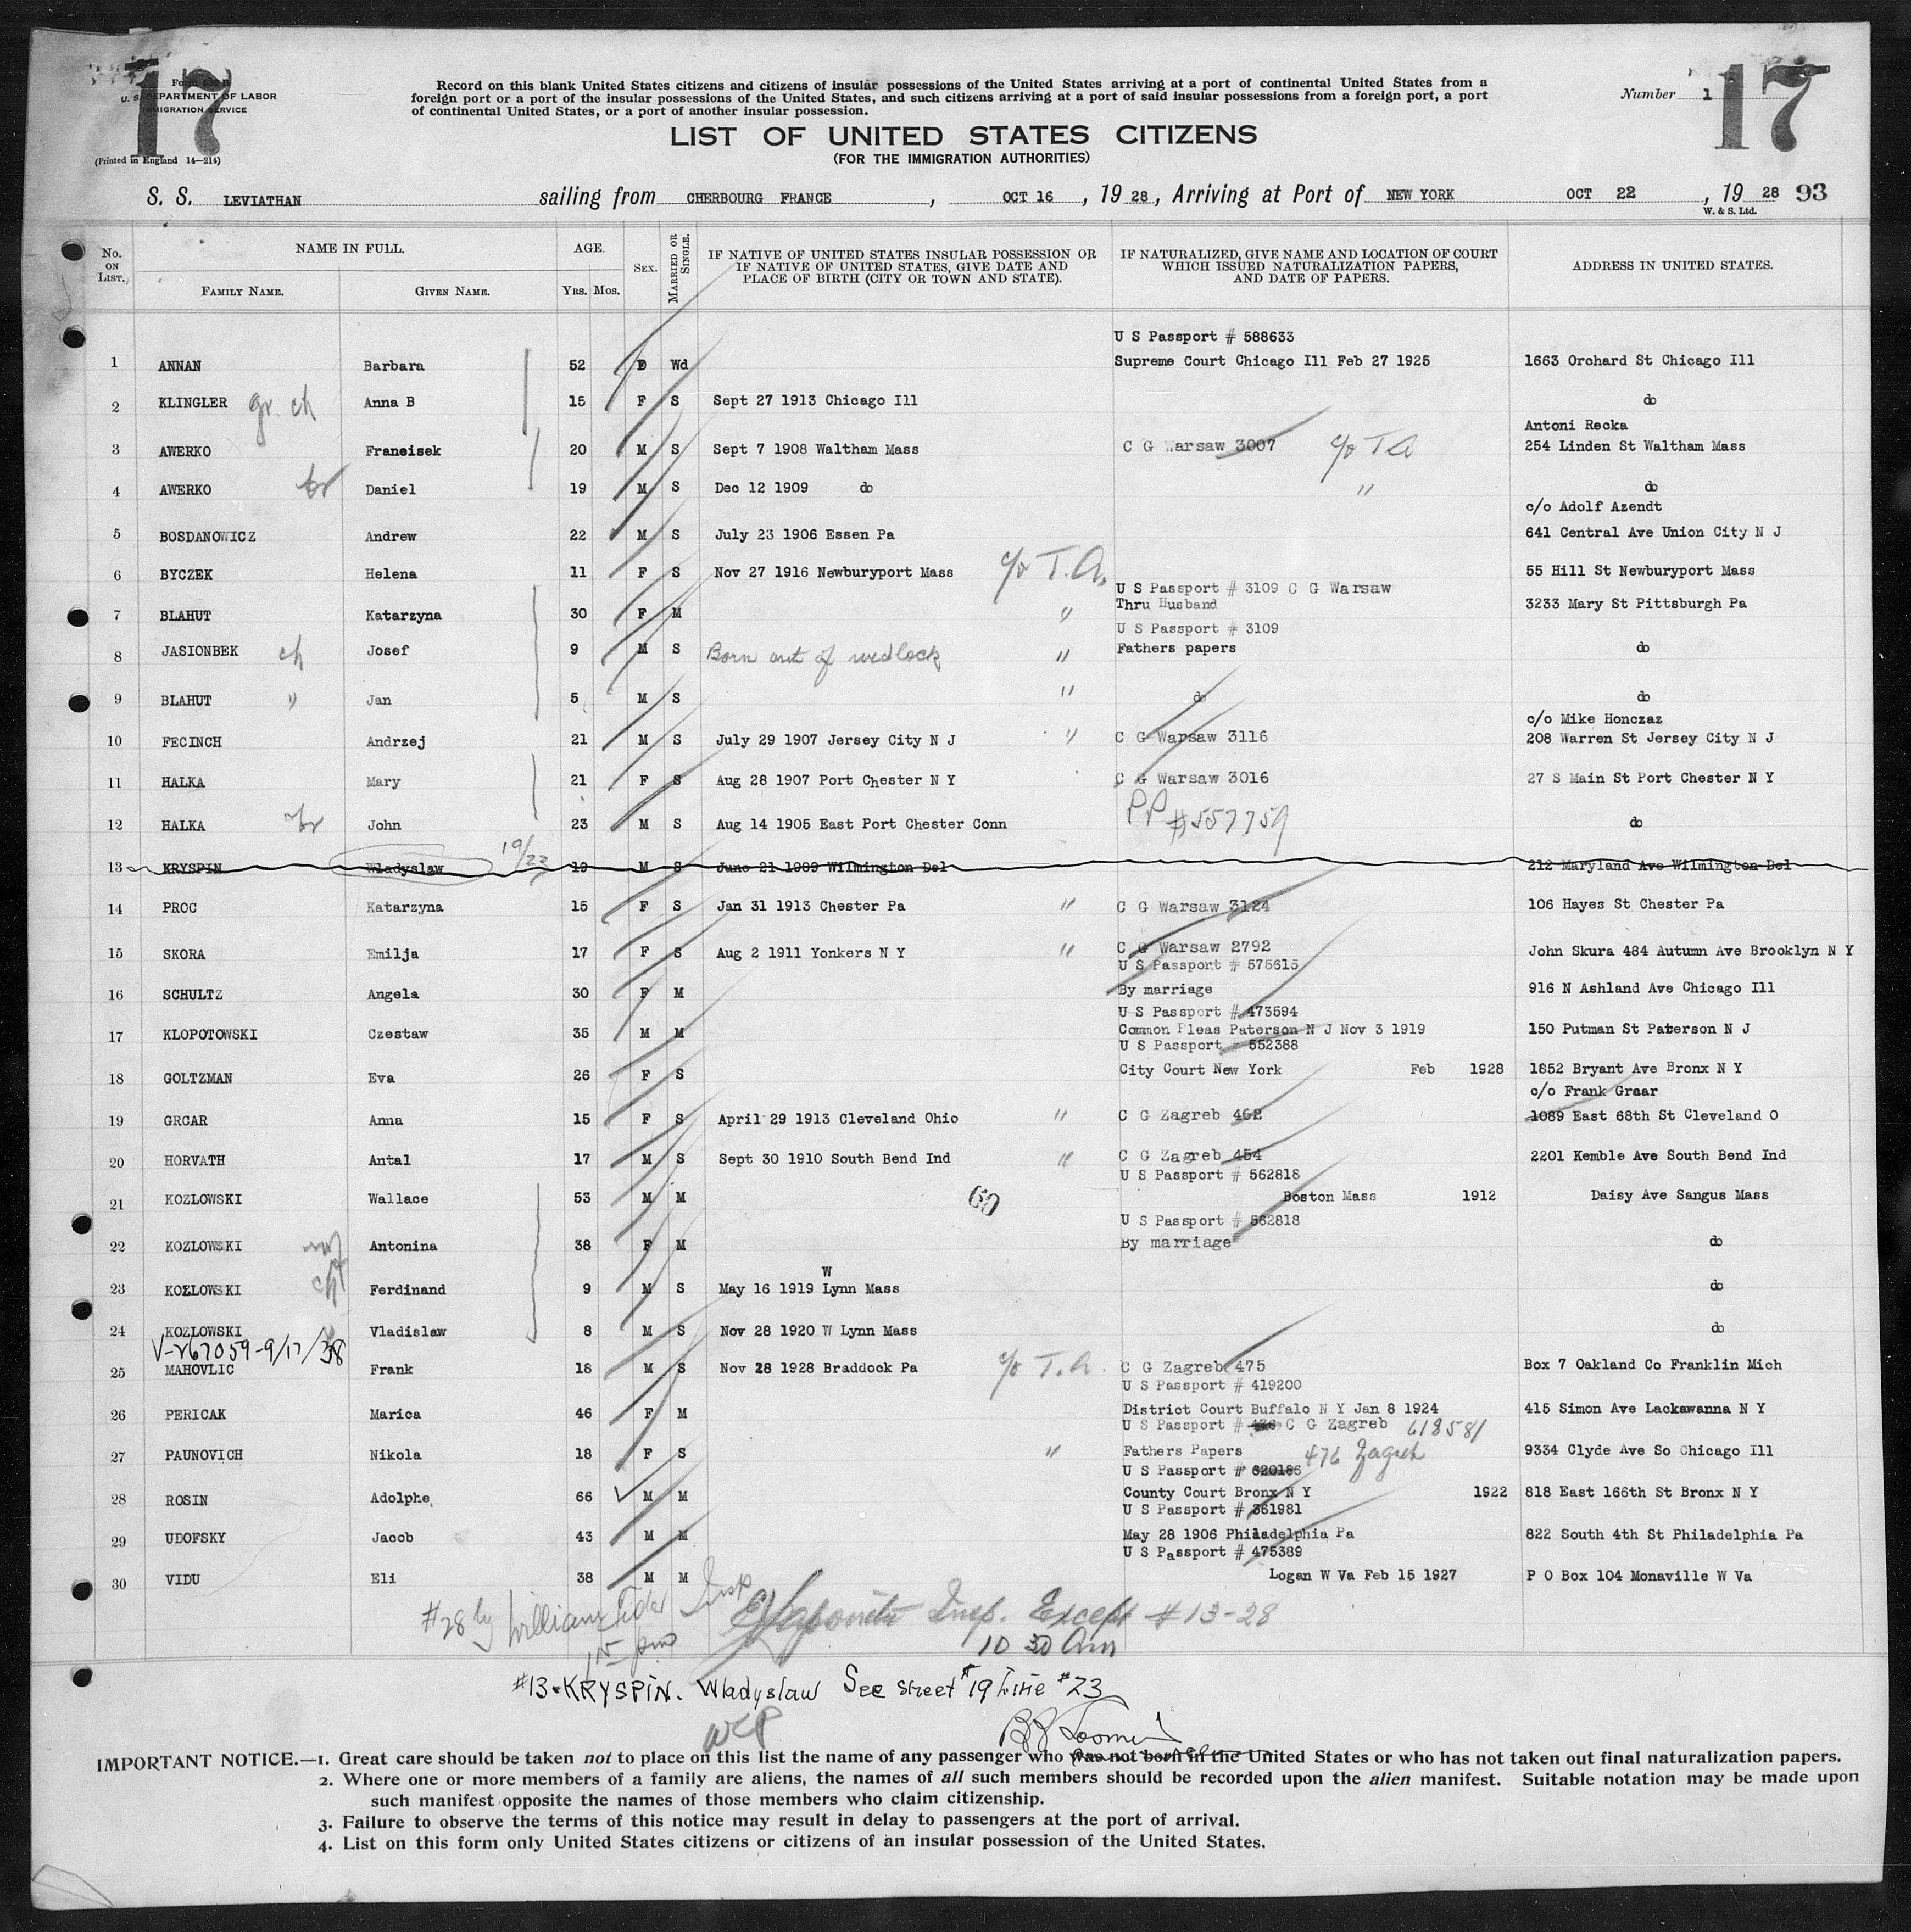 17
17
Form 630 B
U. S. DEPARTMENT OF LABOR
IMMIGRATION SERVICE
(Printed in England 14—214)
Record on this blank United States citizens and citizens of insular possessions of the United States arriving at a port of continental United States from a
foreign port or a port of the insular possessions of the United States, and such citizens arriving at a port of said insular possessions from a foreign port, a port
of continental United States, or a port of another insular possession.
Number 1
LIST OF UNITED STATES CITIZENS
(FOR THE IMMIGRATION AUTHORITIES)
S. S. LEVIATHAN sailing from CHERBOURG FRANCE, OCT 16, 1928, Arriving at Port of NEW YORK OCT 22, 1928 93
W. & S. Ltd.
No. ON LIST. NAME IN FULL. FAMILY NAME. GIVEN NAME. AGE. YRS. MOS. SEX. MARRIED OR SINGLE. IF NATIVE OF UNITED STATES INSULAR POSSESSION OR IF NATIVE OF UNITED STATES, GIVE DATE AND PLACE OF BIRTH (CITY OR TOWN AND STATE). IF NATURALIZED, GIVE NAME AND LOCATION OF COURT WHICH ISSUED NATURALIZATION PAPERS, AND DATE OF PAPERS. ADDRESS IN UNITED STATES.
U S Passport # 588633
1 ANNAN Barbara 52 F Wd Supreme Court Chicago Ill Feb 27 1925 1663 Orchard St Chicago Ill
2 KLINGLER gr. ch Anna B 15 F S Sept 27 1913 Chicago Ill do
Antoni Recka
3 AWERKO Franeisek 20 M S Sept 7 1908 Waltham Mass C G Warsaw 3007 c/o T A 254 Linden St Waltham Mass
4 AWERKO br Daniel 19 M S Dec 12 1909 do " do
c/o Adolf Azendt
5 BOSDANOWICZ Andrew 22 M S July 23 1906 Essen Pa 641 Central Ave Union City N J
6 BYCZEK Helena 11 F S Nov 27 1916 Newburyport Mass c/o T. A. 55 Hill St Newburyport Mass
U S Passport # 3109 C G Warsaw
7 BLAHUT Katarzyna 30 F M " Thru Husband 3233 Mary St Pittsburgh Pa
U S Passport # 3109
8 JASIONBEK ch Josef 9 M S Born out of wedlock " Fathers papers do
9 BLAHUT " Jan 5 M S " do do
c/o Mike Honczaz
10 FECINCH Andrzej 21 M S July 29 1907 Jersey City N J " C G Warsaw 3116 208 Warren St Jersey City N J
11 HALKA Mary 21 F S Aug 28 1907 Port Chester N Y C G Warsaw 3016 27 S Main St Port Chester N Y
12 HALKA br John 23 M S Aug 14 1905 East Port Chester Conn PP #557759 do
19/23
13 KRYSPIN Wladyslaw 19 M S June 21 1909 Wilmington Del 212 Maryland Ave Wilmington Del
14 PROC Katarzyna 15 F S Jan 31 1913 Chester Pa " C G Warsaw 3124 106 Hayes St Chester Pa
15 SKORA Emilja 17 F S Aug 2 1911 Yonkers N Y " C G Warsaw 2792 John Skura 484 Autumn Ave Brooklyn N Y
U S Passport # 575615
16 SCHULTZ Angela 30 F M By marriage 916 N Ashland Ave Chicago Ill
U S Passport # 473594
17 KLOPOTOWSKI Czestaw 35 M M Common Pleas Paterson N J Nov 3 1919 150 Putman St Paterson N J
U S Passport # 552388
18 GOLTZMAN Eva 26 F S City Court New York Feb 1928 1852 Bryant Ave Bronx N Y
c/o Frank Grear
19 GRCAR Anna 15 F S April 29 1913 Cleveland Ohio " C G Zagreb 462 1089 East 68th St Cleveland O
20 HORVATH Antal 17 M S Sept 30 1910 South Bend Ind " C G Zagreb 454 2201 Kemble Ave South Bend Ind
U S Passport # 562818
21 KOZLOWSKI Wallace 53 M M 60 Boston Mass 1912 Daisy Ave Sangus Mass
U S Passport # 562818
22 KOZLOWSKI wf Antonina 38 F M By marriage do
W
23 KOZLOWSKI ch Ferdinand 9 M S May 16 1919 Lynn Mass do
24 KOZLOWSKI Vladislaw 8 M S Nov 28 1920 W Lynn Mass do
V-267059-9/17/38
25 MAHOVLIC Frank 16 M S Nov 28 1928 Braddock Pa c/o T. A. C G Zagreb 475 Box 7 Oakland Co Franklin Mich
U S Passport # 419200
26 PERICAK Marica 46 F M District Court Buffalo N Y Jan 8 1924 415 Simon Ave Lackawanna N Y
U S Passport # 476 C G Zagreb 618581
27 PAUNOVICH Nikola 18 F S " Fathers Papers 476 Zagreb 9334 Clyde Ave So Chicago Ill
U S Passport # 620186
28 ROSIN Adolphe 66 M M County Court Bronx N Y 1922 818 East 166th St Bronx N Y
U S Passport # 361981
29 UDOFSKY Jacob 43 M M May 28 1906 Philadelphia Pa 822 South 4th St Philadelphia Pa
U S Passport # 475389
30 VIDU Eli 38 M M Logan W Va Feb 15 1927 P O Box 104 Monaville W Va
#28 by William Insp Insp. Except #13-28
10 30 Am
#13-KRYSPIN. Wladyslaw See sheet #19 Line #23
WCP
IMPORTANT NOTICE.—1. Great care should be taken not to place on this list the name of any passenger who was not born in the United States or who has not taken out final naturalization papers.
2. Where one or more members of a family are aliens, the names of all such members should be recorded upon the alien manifest. Suitable notation may be made upon
such manifest opposite the names of those members who claim citizenship.
3. Failure to observe the terms of this notice may result in delay to passengers at the port of arrival.
4. List on this form only United States citizens or citizens of an insular possession of the United States.